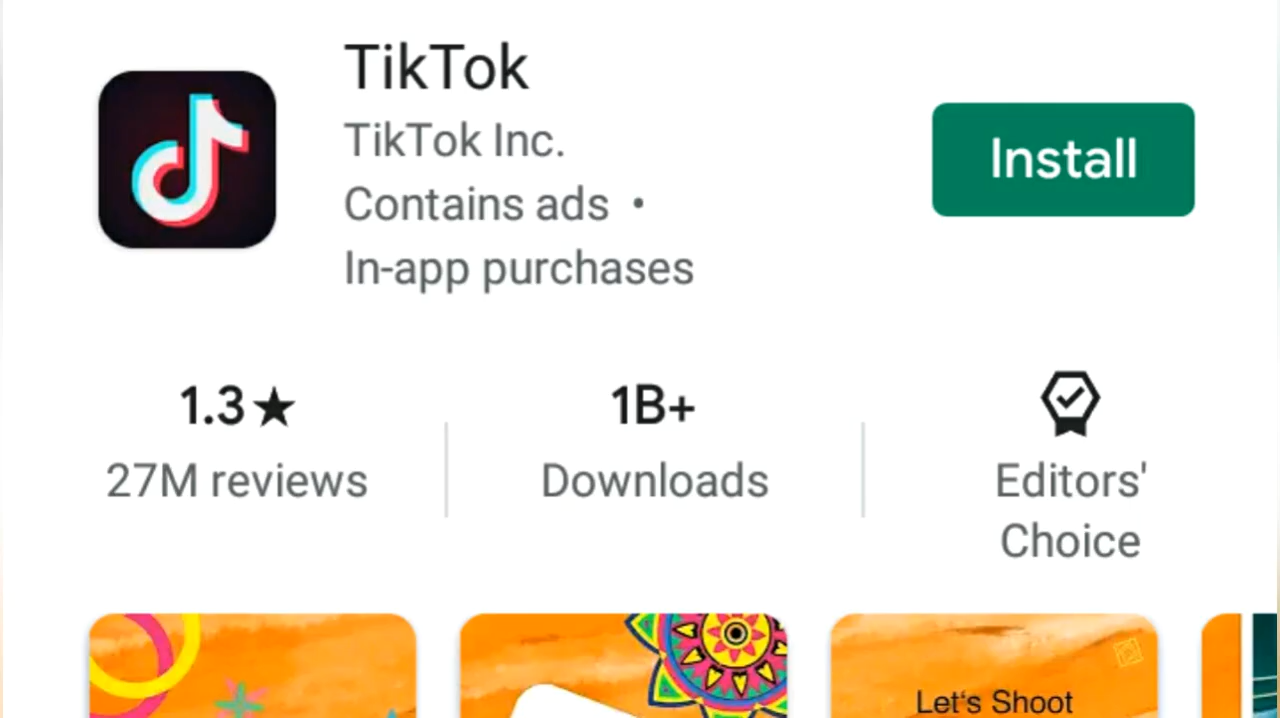 TikTok
TikTok Inc.
Contains ads •
In-app purchases
Install
1.3★
27M reviews
1B+
Downloads
Editors'
Choice
Let‘s Shoot